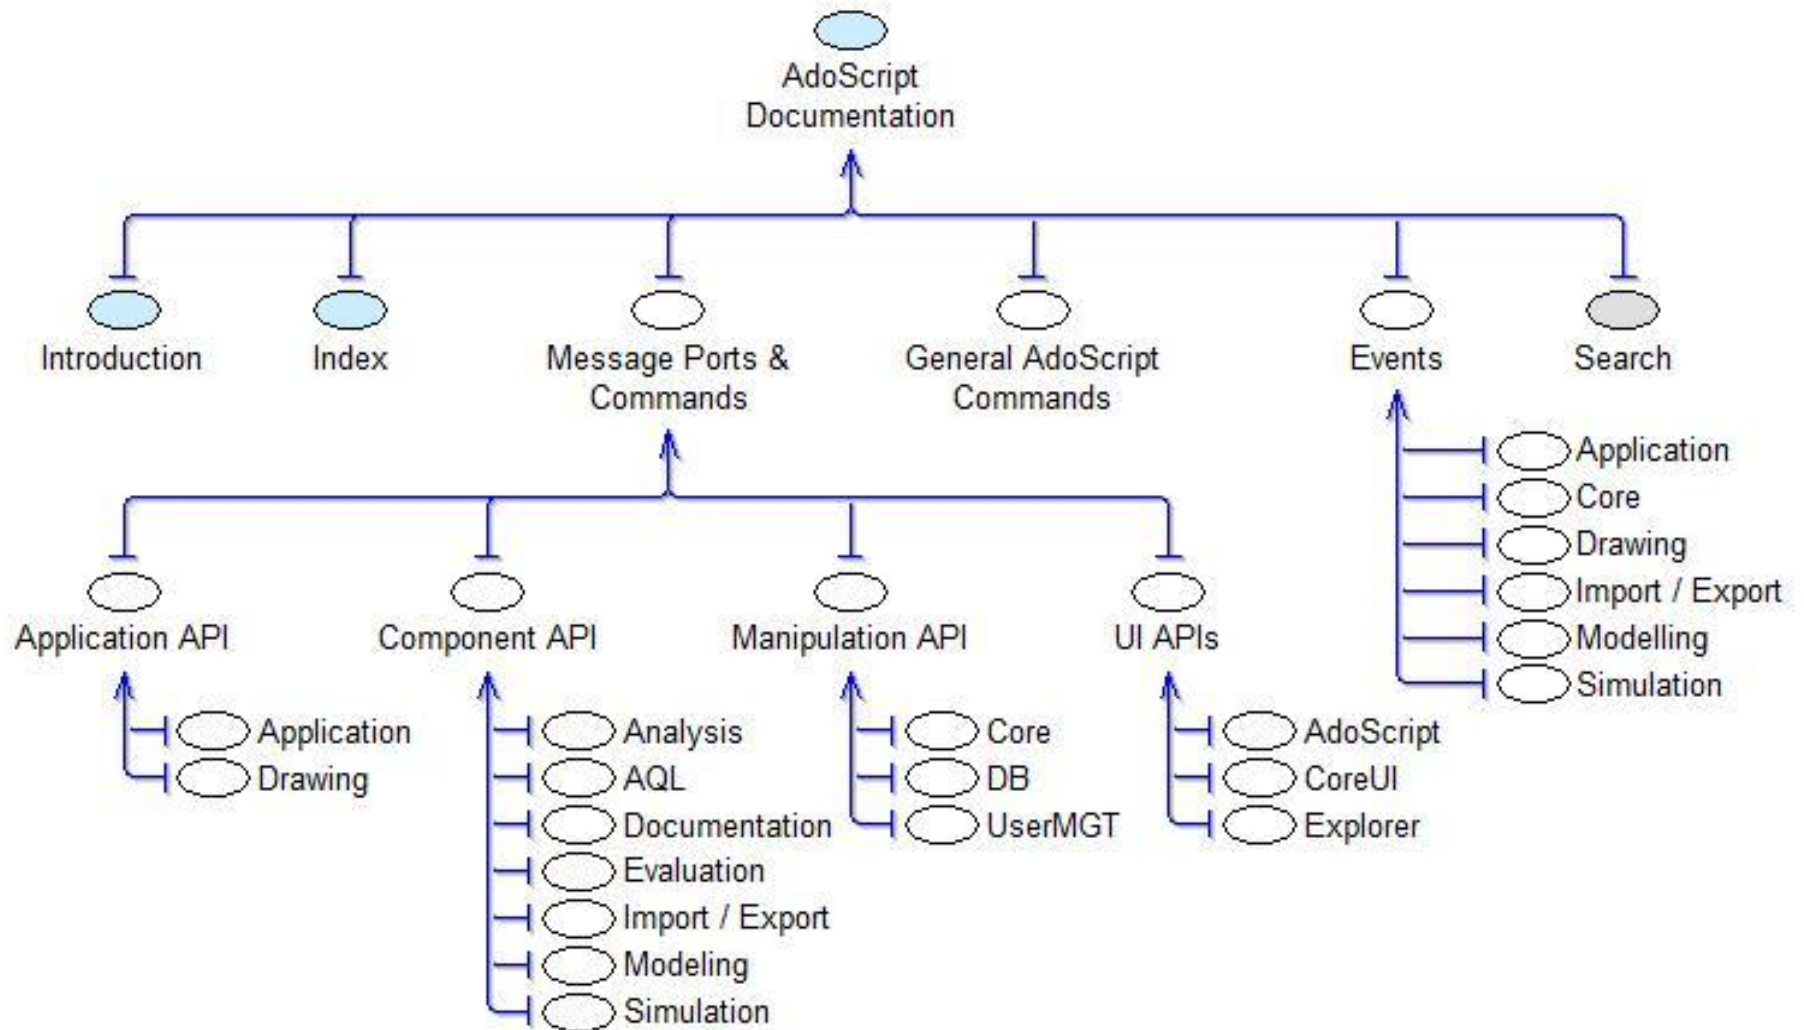 AdoScript
Documentation
Introduction
Index
Message Ports &
Commands
General AdoScript
Commands
Events
Search
Application
Core
Drawing
Import / Export
Modelling
Simulation
Application API
Component API
Manipulation API
UI APIs
Application
Drawing
Analysis
AQL
Documentation
Evaluation
Import / Export
Modeling
Simulation
Core
DB
UserMGT
AdoScript
CoreUI
Explorer